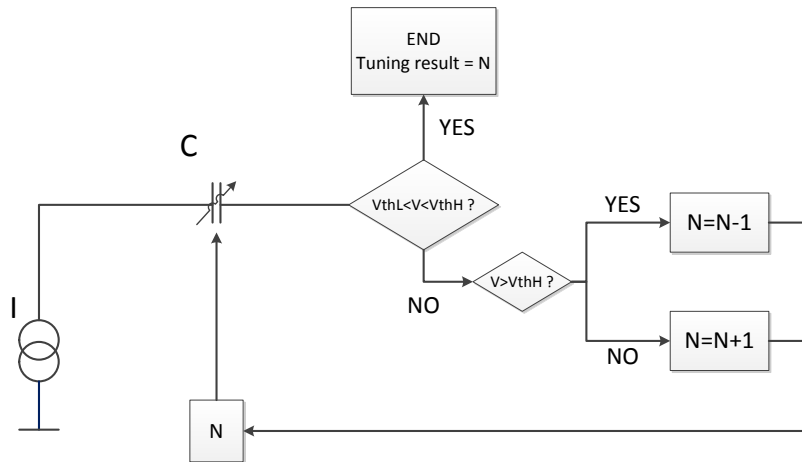 END
Tuning result = N
YES
C
VthL<V<VthH ?
YES
N=N-1
V>VthH ?
NO
I
NO
N=N+1
N